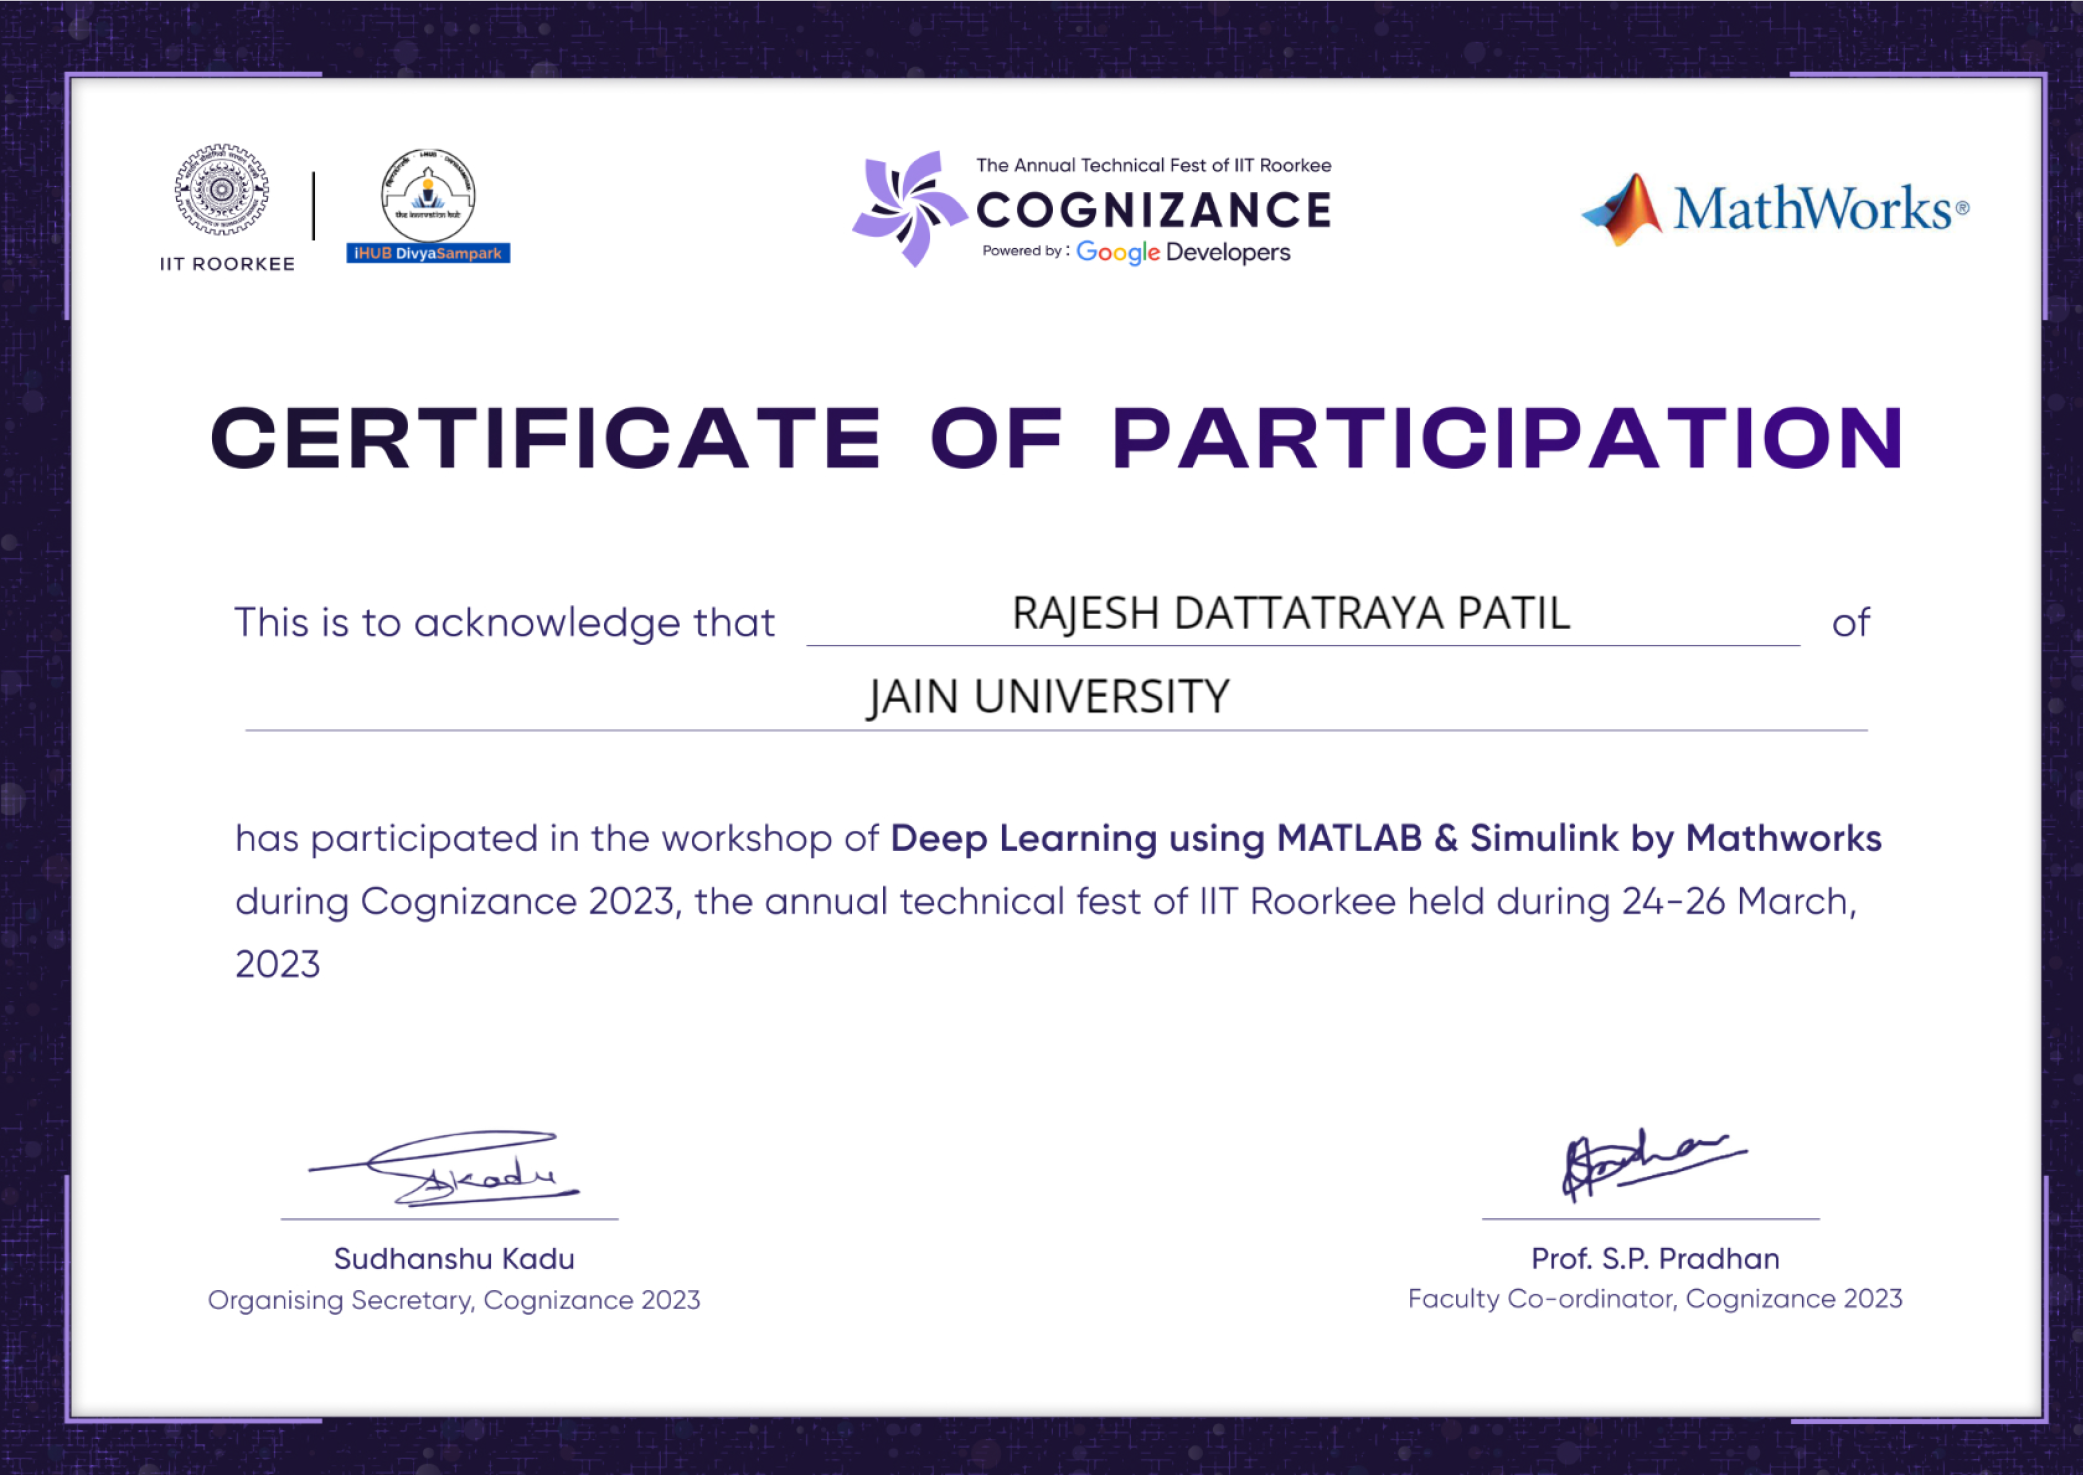 IIT ROORKEE
the innovation hub
iHUB DivyaSampark
The Annual Technical Fest of IIT Roorkee
COGNIZANCE
Powered by : Google Developers
MathWorks®
CERTIFICATE OF PARTICIPATION
This is to acknowledge that RAJESH DATTATRAYA PATIL of
JAIN UNIVERSITY
has participated in the workshop of Deep Learning using MATLAB & Simulink by Mathworks
during Cognizance 2023, the annual technical fest of IIT Roorkee held during 24-26 March,
2023
Sudhanshu Kadu
Organising Secretary, Cognizance 2023
Prof. S.P. Pradhan
Faculty Co-ordinator, Cognizance 2023